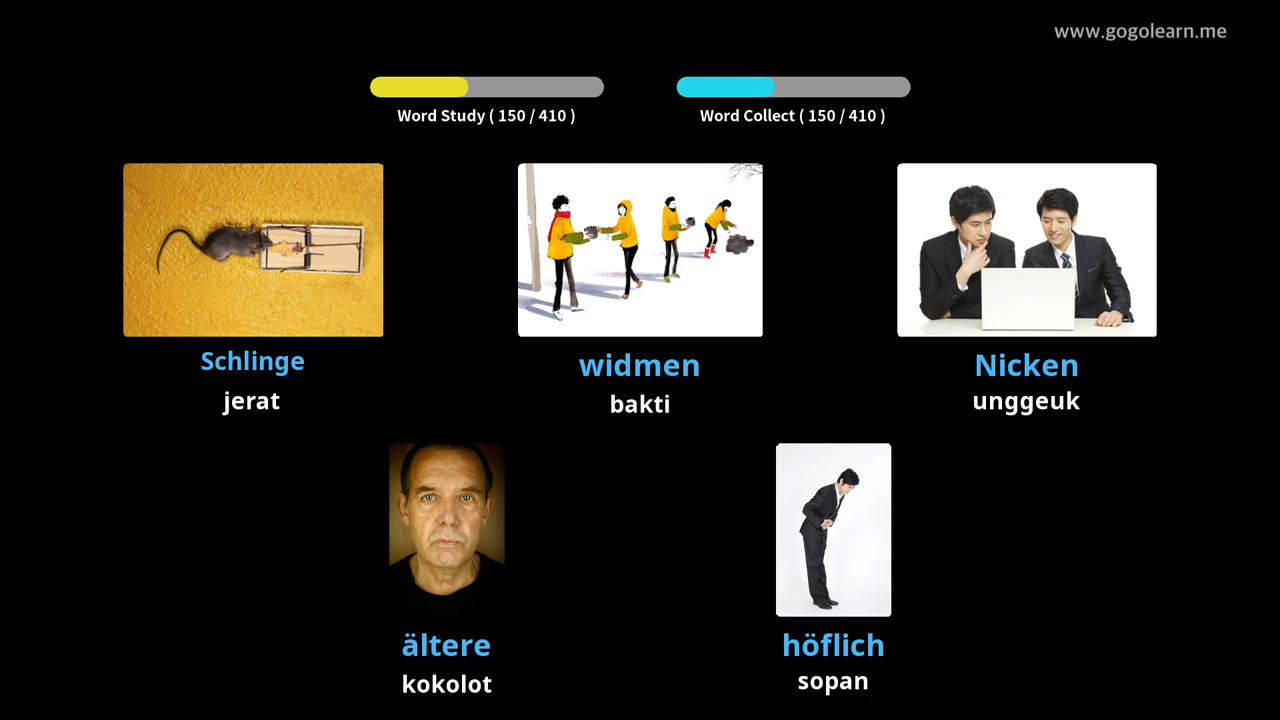 www.gogolearn.me
Word Study ( 150 / 410 )
Word Collect ( 150 / 410 )
Schlinge
jerat
widmen
bakti
Nicken
unggeuk
ältere
kokolot
höflich
sopan